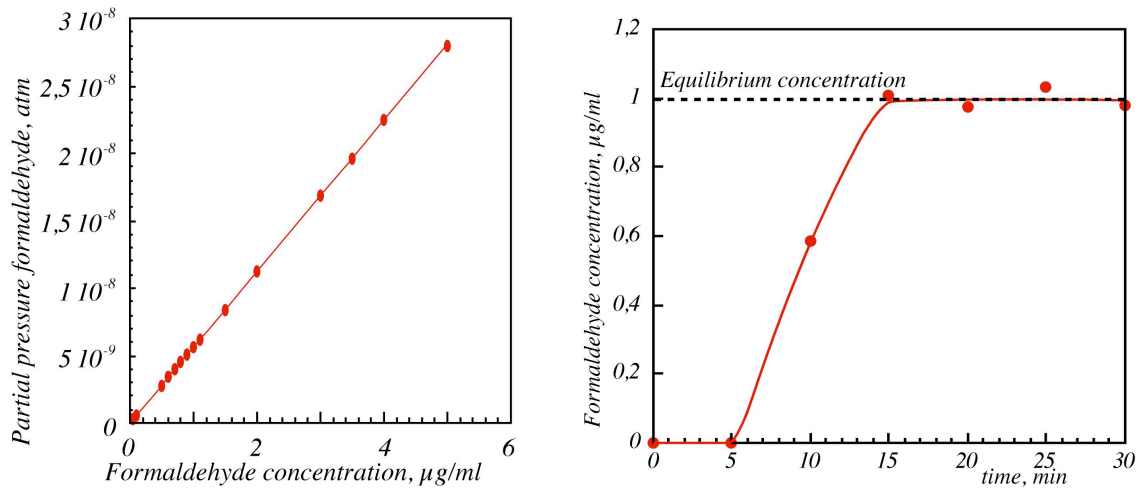 3 10-8
2,5 10-8
2 10-8
1,5 10-8
1 10-8
5 10-9
0
Partial pressure formaldehyde, atm
0 2 4 6
Formaldehyde concentration, µg/ml
1,2
1
0,8
0,6
0,4
0,2
0
Formaldehyde concentration, µg/ml
Equilibrium concentration
0 5 10 15 20 25 30
time, min